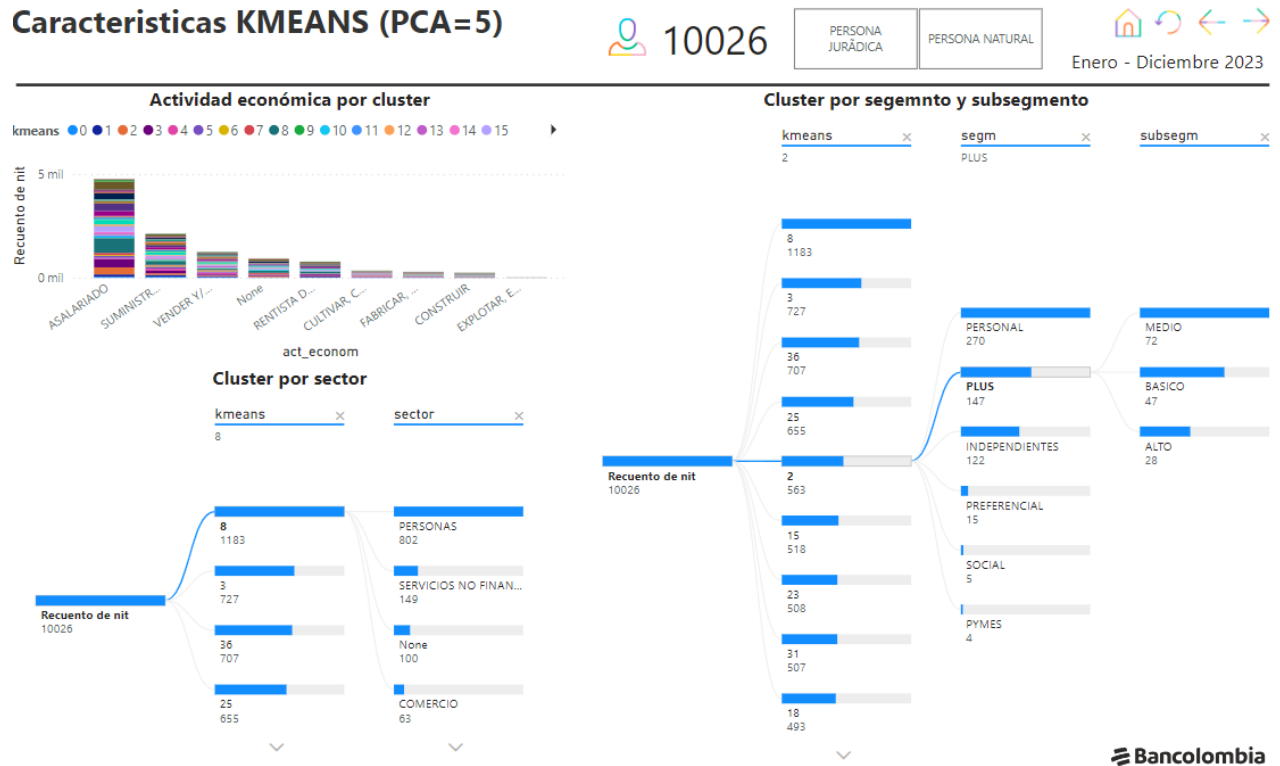 Caracteristicas KMEANS (PCA=5)
10026
PERSONA JURÃDICA
PERSONA NATURAL
Enero - Diciembre 2023
Actividad económica por cluster
kmeans 0 1 2 3 4 5 6 7 8 9 10 11 12 13 14 15
Recuento de nit
5 mil
0 mil
ASALARIADO
SUMINISTR...
VENDER Y/...
None
RENTISTA D...
CULTIVAR, C...
FABRICAR, ...
CONSTRUIR
EXPLOTAR, E...
act_econom
Cluster por sector
kmeans
8
sector
Recuento de nit
10026
8
1183
3
727
36
707
25
655
PERSONAS
802
SERVICIOS NO FINAN...
149
None
100
COMERCIO
63
Cluster por segemnto y subsegmento
kmeans
2
segm
PLUS
subsegm
Recuento de nit
10026
8
1183
3
727
36
707
25
655
2
563
15
518
23
508
31
507
18
493
PERSONAL
270
PLUS
147
INDEPENDIENTES
122
PREFERENCIAL
15
SOCIAL
5
PYMES
4
MEDIO
72
BASICO
47
ALTO
28
Bancolombia